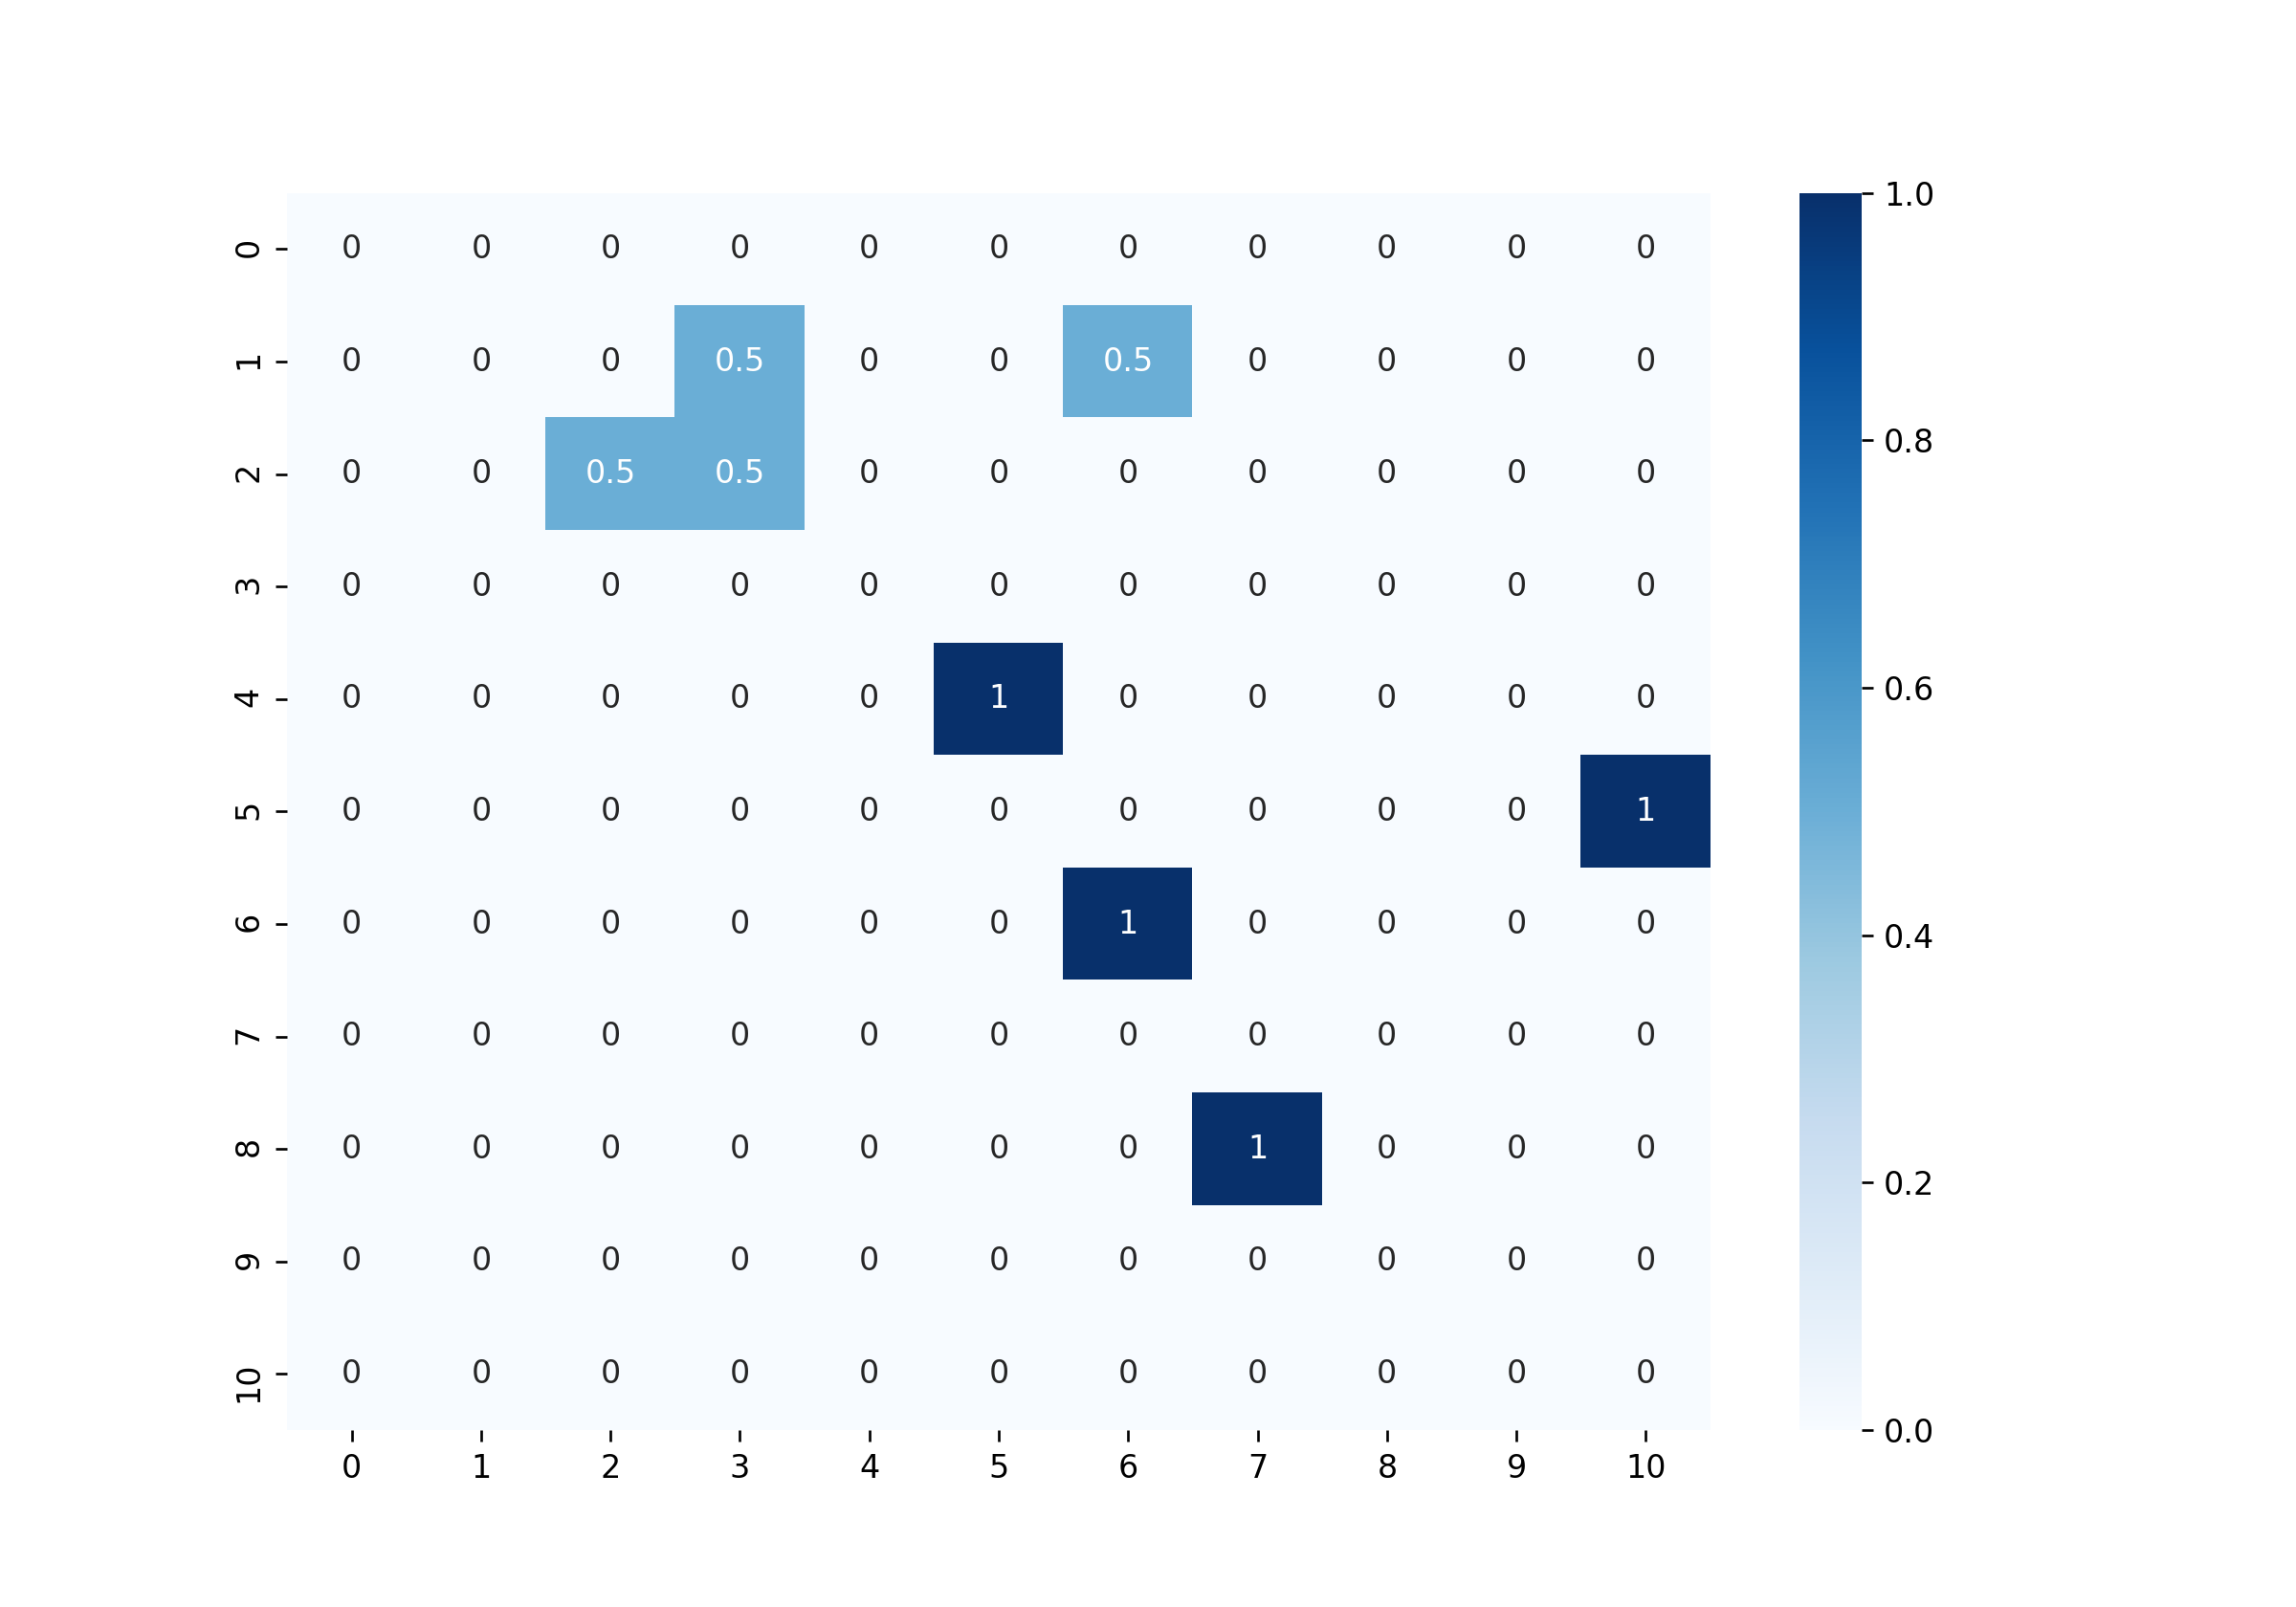 1.0
0 0 0 0 0 0 0 0 0 0 0 0
1 0 0 0 0.5 0 0 0.5 0 0 0 0
0.8
2 0 0 0.5 0.5 0 0 0 0 0 0 0
3 0 0 0 0 0 0 0 0 0 0 0
0.6
4 0 0 0 0 0 1 0 0 0 0 0
5 0 0 0 0 0 0 0 0 0 0 1
6 0 0 0 0 0 0 1 0 0 0 0
0.4
7 0 0 0 0 0 0 0 0 0 0 0
8 0 0 0 0 0 0 0 1 0 0 0
0.2
9 0 0 0 0 0 0 0 0 0 0 0
10 0 0 0 0 0 0 0 0 0 0 0
0.0
0 1 2 3 4 5 6 7 8 9 10